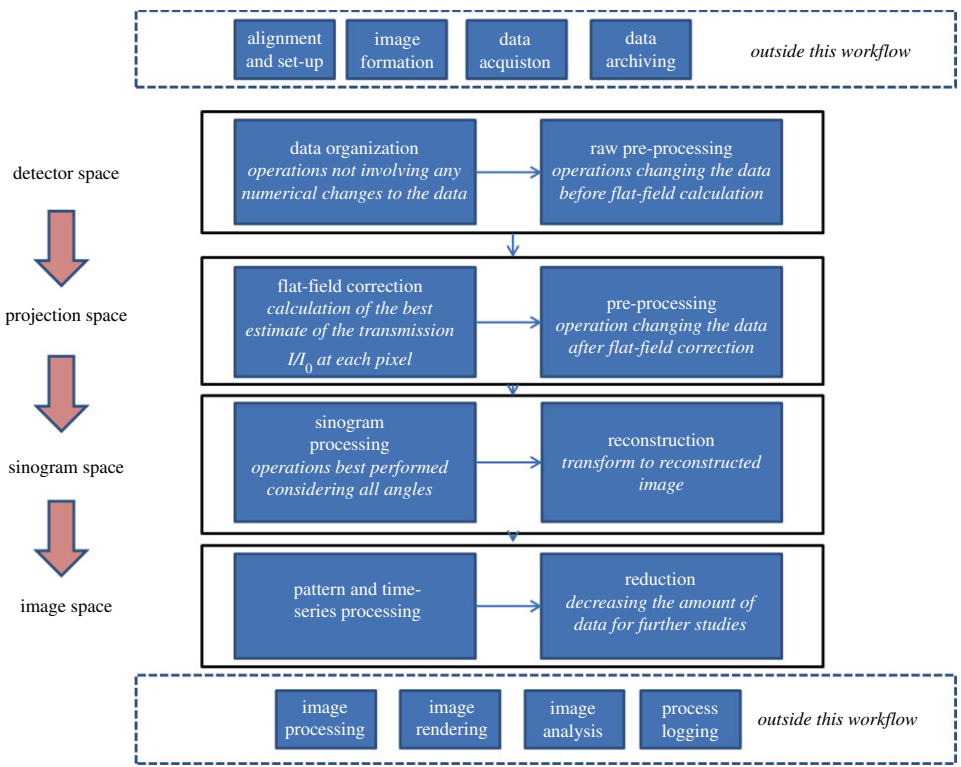 alignment
and set-up
image
formation
data
acquiston
data
archiving
outside this workflow
detector space
data organization
operations not involving any
numerical changes to the data
raw pre-processing
operations changing the data
before flat-field calculation
projection space
flat-field correction
calculation of the best
estimate of the transmission
I/I0 at each pixel
pre-processing
operation changing the data
after flat-field correction
sinogram space
sinogram
processing
operations best performed
considering all angles
reconstruction
transform to reconstructed
image
image space
pattern and time-
series processing
reduction
decreasing the amount of
data for further studies
image
processing
image
rendering
image
analysis
process
logging
outside this workflow